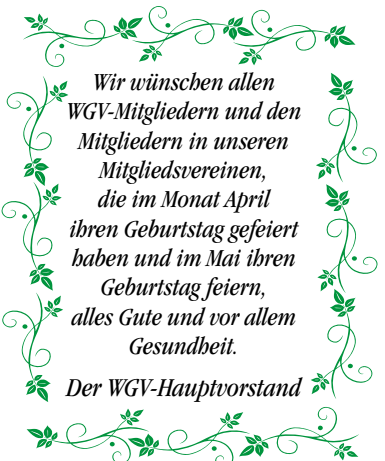 Wir wünschen allen
WGV-Mitgliedern und den
Mitgliedern in unseren
Mitgliedsvereinen,
die im Monat April
ihren Geburtstag gefeiert
haben und im Mai ihren
Geburtstag feiern,
alles Gute und vor allem
Gesundheit.
Der WGV-Hauptvorstand